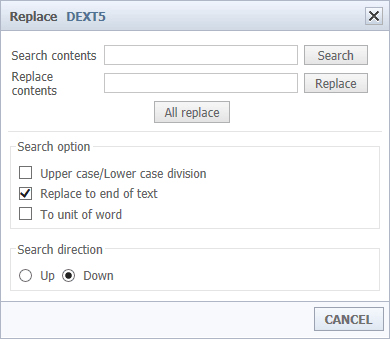 Replace DEXT5
Search contents
Search
Replace
contents
Replace
All replace
Search option
Upper case/Lower case division
Replace to end of text
To unit of word
Search direction
Up
Down
CANCEL